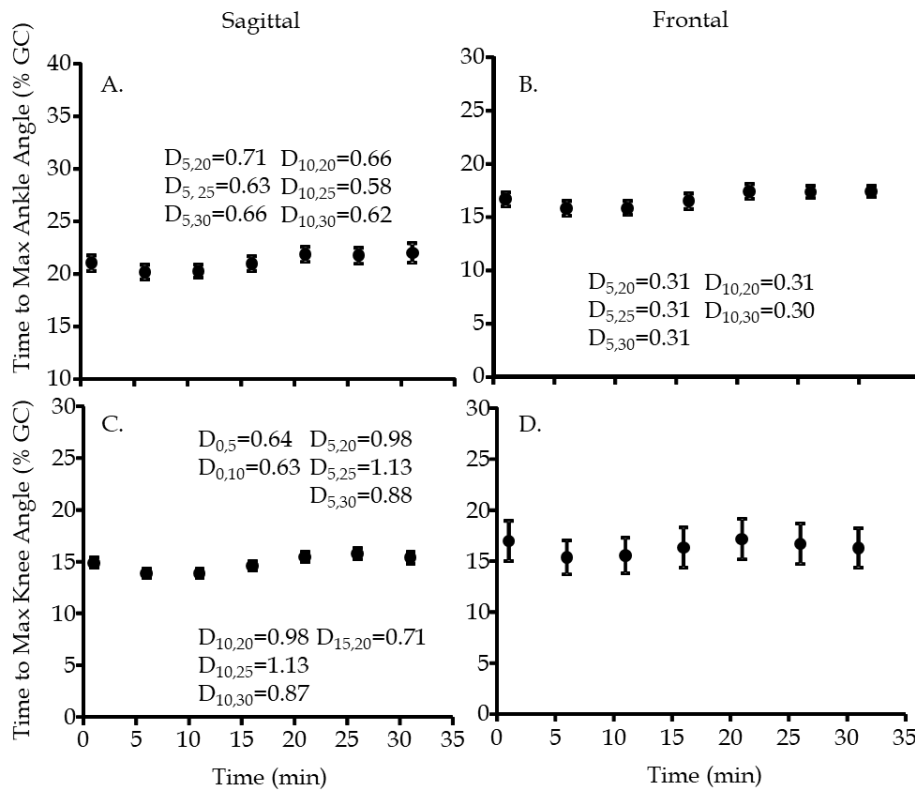 Sagittal
Frontal
Time to Max Ankle Angle (% GC)
40
35
30
25
20
15
10
A.
D5,20=0.71 D10,20=0.66
D5, 25=0.63 D10,25=0.58
D5,30=0.66 D10,30=0.62
30
25
20
15
10
5
0
B.
D5,20=0.31 D10,20=0.31
D5,25=0.31 D10,30=0.30
D5,30=0.31
Time to Max Knee Angle (% GC)
30
25
20
15
10
5
0
C.
D0,5=0.64 D5,20=0.98
D0,10=0.63 D5,25=1.13
D5,30=0.88
D10,20=0.98 D15,20=0.71
D10,25=1.13
D10,30=0.87
0 5 10 15 20 25 30 35
Time (min)
30
25
20
15
10
5
0
D.
0 5 10 15 20 25 30 35
Time (min)